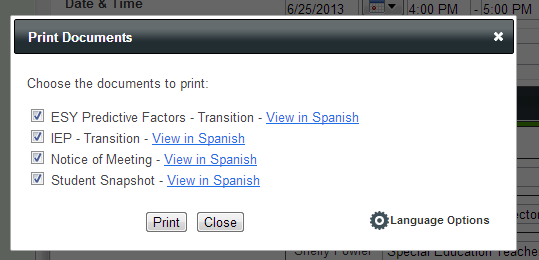 Date & Time
6/25/2013 4:00 PM - 5:00 PM
Print Documents
Choose the documents to print:
ESY Predictive Factors - Transition - View in Spanish
IEP - Transition - View in Spanish
Notice of Meeting - View in Spanish
Student Snapshot - View in Spanish
Print Close Language Options
ector
Shelly Fowler Special Education Teache